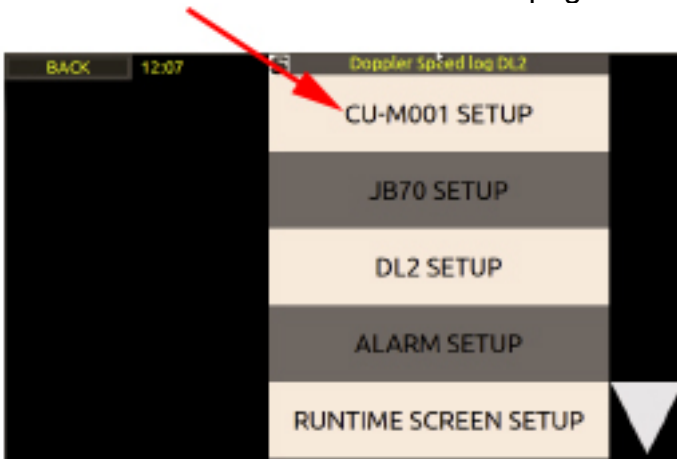 BACK 12:07 Doppler Speed log DL2
CU-M001 SETUP
JB70 SETUP
DL2 SETUP
ALARM SETUP
RUNTIME SCREEN SETUP